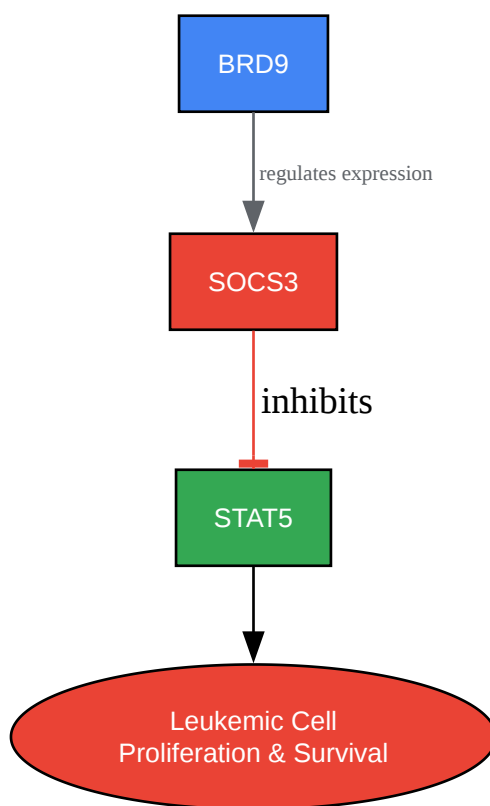 BRD9
regulates expression
SOCS3
inhibits
STAT5
Leukemic Cell
Proliferation & Survival